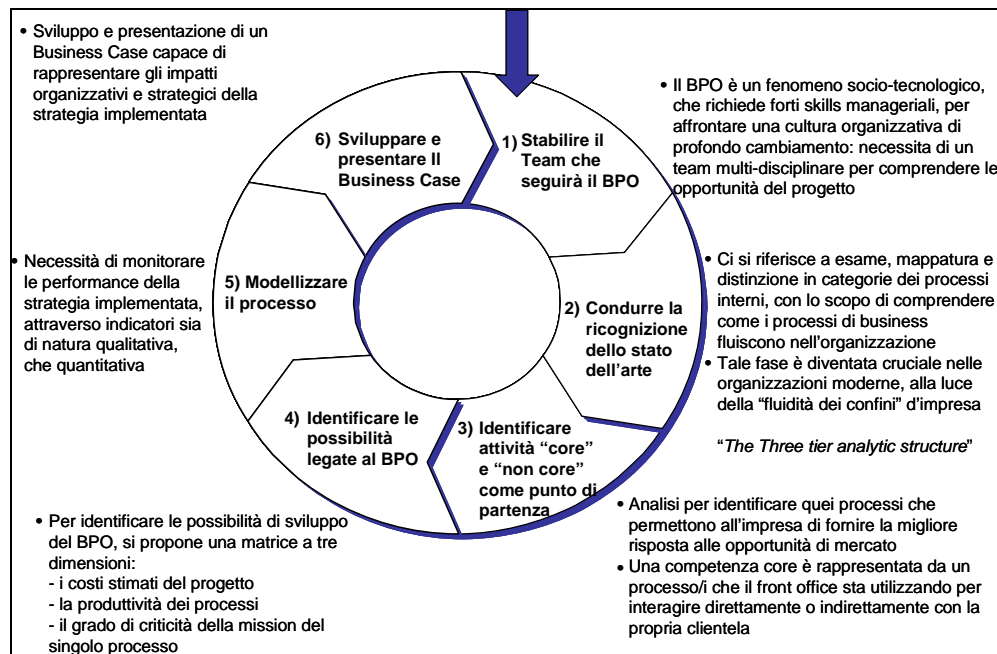 • Sviluppo e presentazione di un
Business Case capace di
rappresentare gli impatti
organizzativi e strategici della
strategia implementata
6) Sviluppare e
presentare Il
Business Case
1) Stabilire il
Team che
seguirà il BPO
• Il BPO è un fenomeno socio-tecnologico,
che richiede forti skills manageriali, per
affrontare una cultura organizzativa di
profondo cambiamento: necessita di un
team multi-disciplinare per comprendere le
opportunità del progetto
• Necessità di monitorare
le performance della
strategia implementata,
attraverso indicatori sia
di natura qualitativa,
che quantitativa
5) Modellizzare
il processo
2) Condurre la
ricognizione
dello stato
dell'arte
• Ci si riferisce a esame, mappatura e
distinzione in categorie dei processi
interni, con lo scopo di comprendere
come i processi di business
fluiscono nell'organizzazione
• Tale fase è diventata cruciale nelle
organizzazioni moderne, alla luce
della “fluidità dei confini” d'impresa
“The Three tier analytic structure”
4) Identificare le
possibilità
legate al BPO
3) Identificare
attività “core”
e “non core”
come punto di
partenza
• Per identificare le possibilità di sviluppo
del BPO, si propone una matrice a tre
dimensioni:
- i costi stimati del progetto
- la produttività dei processi
- il grado di criticità della mission del
singolo processo
• Analisi per identificare quei processi che
permettono all'impresa di fornire la migliore
risposta alle opportunità di mercato
• Una competenza core è rappresentata da un
processo/i che il front office sta utilizzando per
interagire direttamente o indirettamente con la
propria clientela